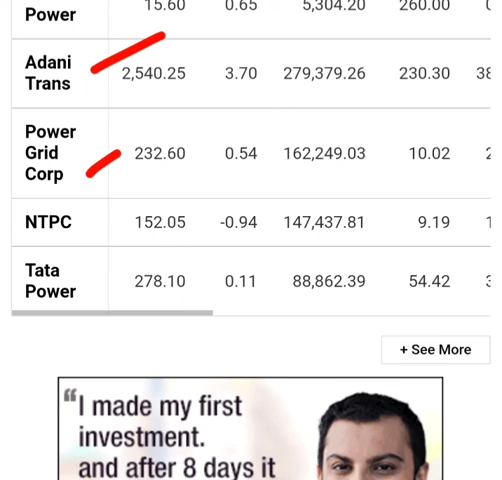 Power 15.60 0.65 5,304.20 260.00
Adani
Trans 2,540.25 3.70 279,379.26 230.30 38
Power
Grid
Corp 232.60 0.54 162,249.03 10.02
NTPC 152.05 -0.94 147,437.81 9.19 1
Tata
Power 278.10 0.11 88,862.39 54.42
+ See More
“I made my first
investment.
and after 8 days it